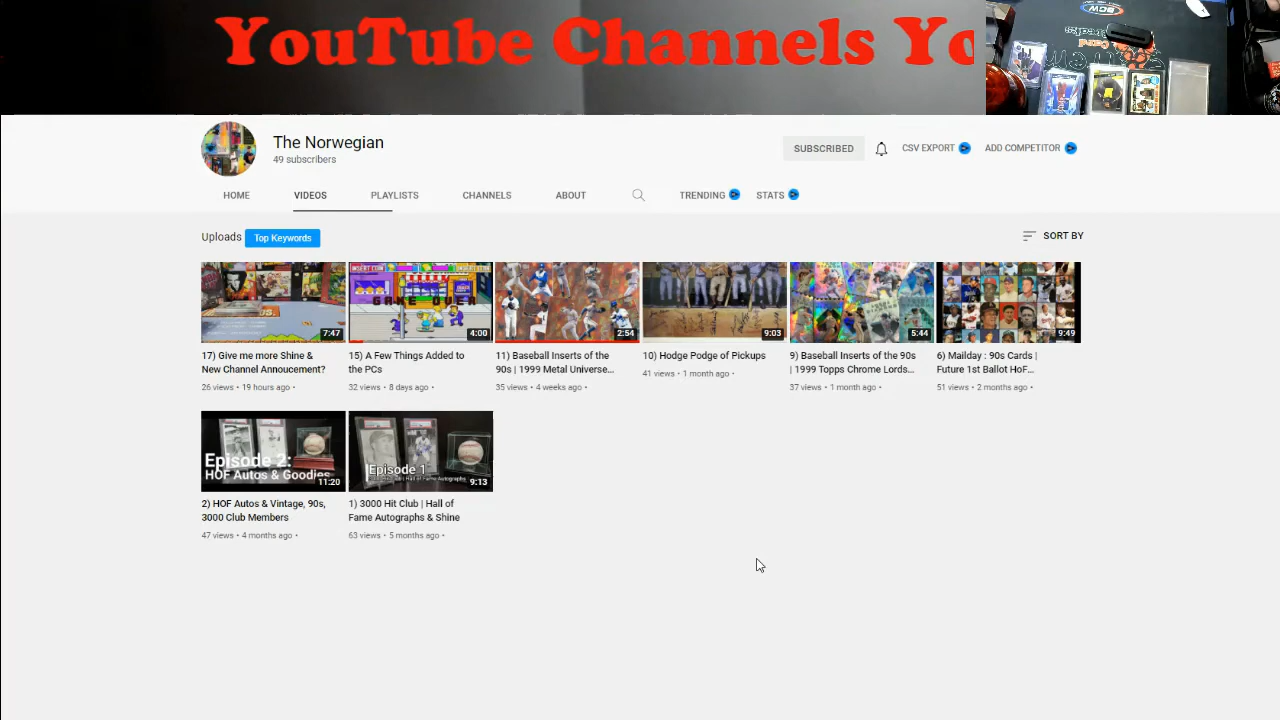 YouTube Channels Yo
BCW
The Norwegian
49 subscribers
SUBSCRIBED
CSV EXPORT
ADD COMPETITOR
HOME
VIDEOS
PLAYLISTS
CHANNELS
ABOUT
TRENDING
STATS
Uploads
Top Keywords
SORT BY
7:47
INSERT COIN
INSERT COIN
GAME OVER
4:00
2:54
9:03
5:44
9:49
17) Give me more Shine &
New Channel Annoucement?
26 views • 19 hours ago •
15) A Few Things Added to
the PCs
32 views • 8 days ago •
11) Baseball Inserts of the
90s | 1999 Metal Universe...
35 views • 4 weeks ago •
10) Hodge Podge of Pickups
41 views • 1 month ago •
9) Baseball Inserts of the 90s
| 1999 Topps Chrome Lords...
37 views • 1 month ago •
6) Mailday : 90s Cards |
Future 1st Ballot HoF...
51 views • 2 months ago •
Episode 2:
HOF Autos & Goodies
11:20
Episode 1
9:13
2) HOF Autos & Vintage, 90s,
3000 Club Members
47 views • 4 months ago •
1) 3000 Hit Club | Hall of
Fame Autographs & Shine
63 views • 5 months ago •